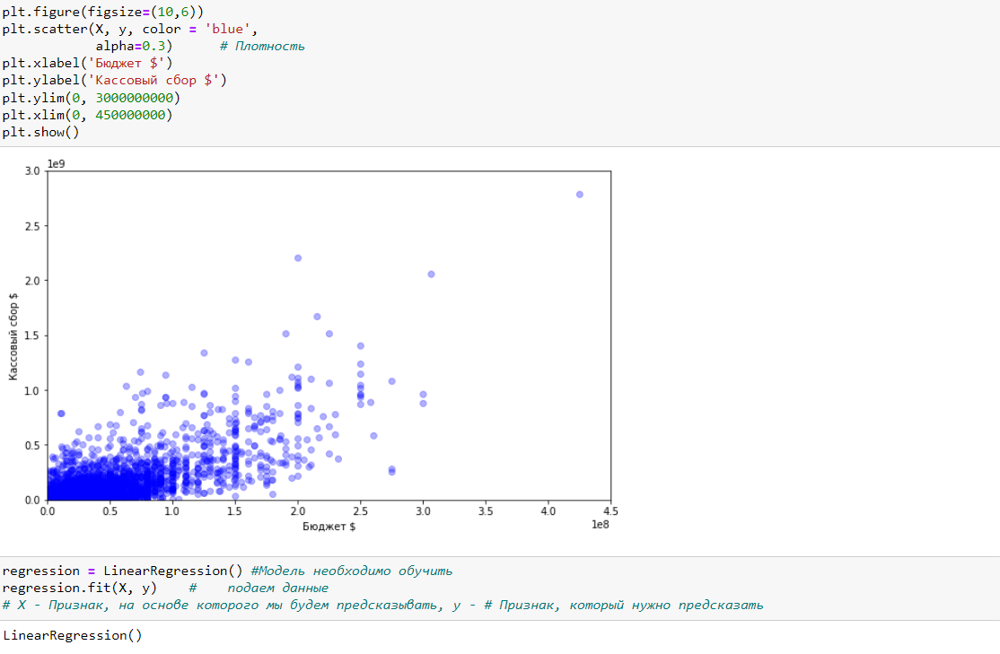 plt.figure(figsize=(10,6))
plt.scatter(X, y, color = 'blue',
            alpha=0.3)      # Плотность
plt.xlabel('Бюджет $')
plt.ylabel('Кассовый сбор $')
plt.ylim(0, 3000000000)
plt.xlim(0, 450000000)
plt.show()
1e9
3.0
2.5
2.0
1.5
1.0
0.5
0.0
Кассовый сбор $
0.0 0.5 1.0 1.5 2.0 2.5 3.0 3.5 4.0 4.5
1e8
Бюджет $
regression = LinearRegression() #Модель необходимо обучить
regression.fit(X, y)    #    подаем данные
# X - Признак, на основе которого мы будем предсказывать, y - # Признак, который нужно предсказать
LinearRegression()